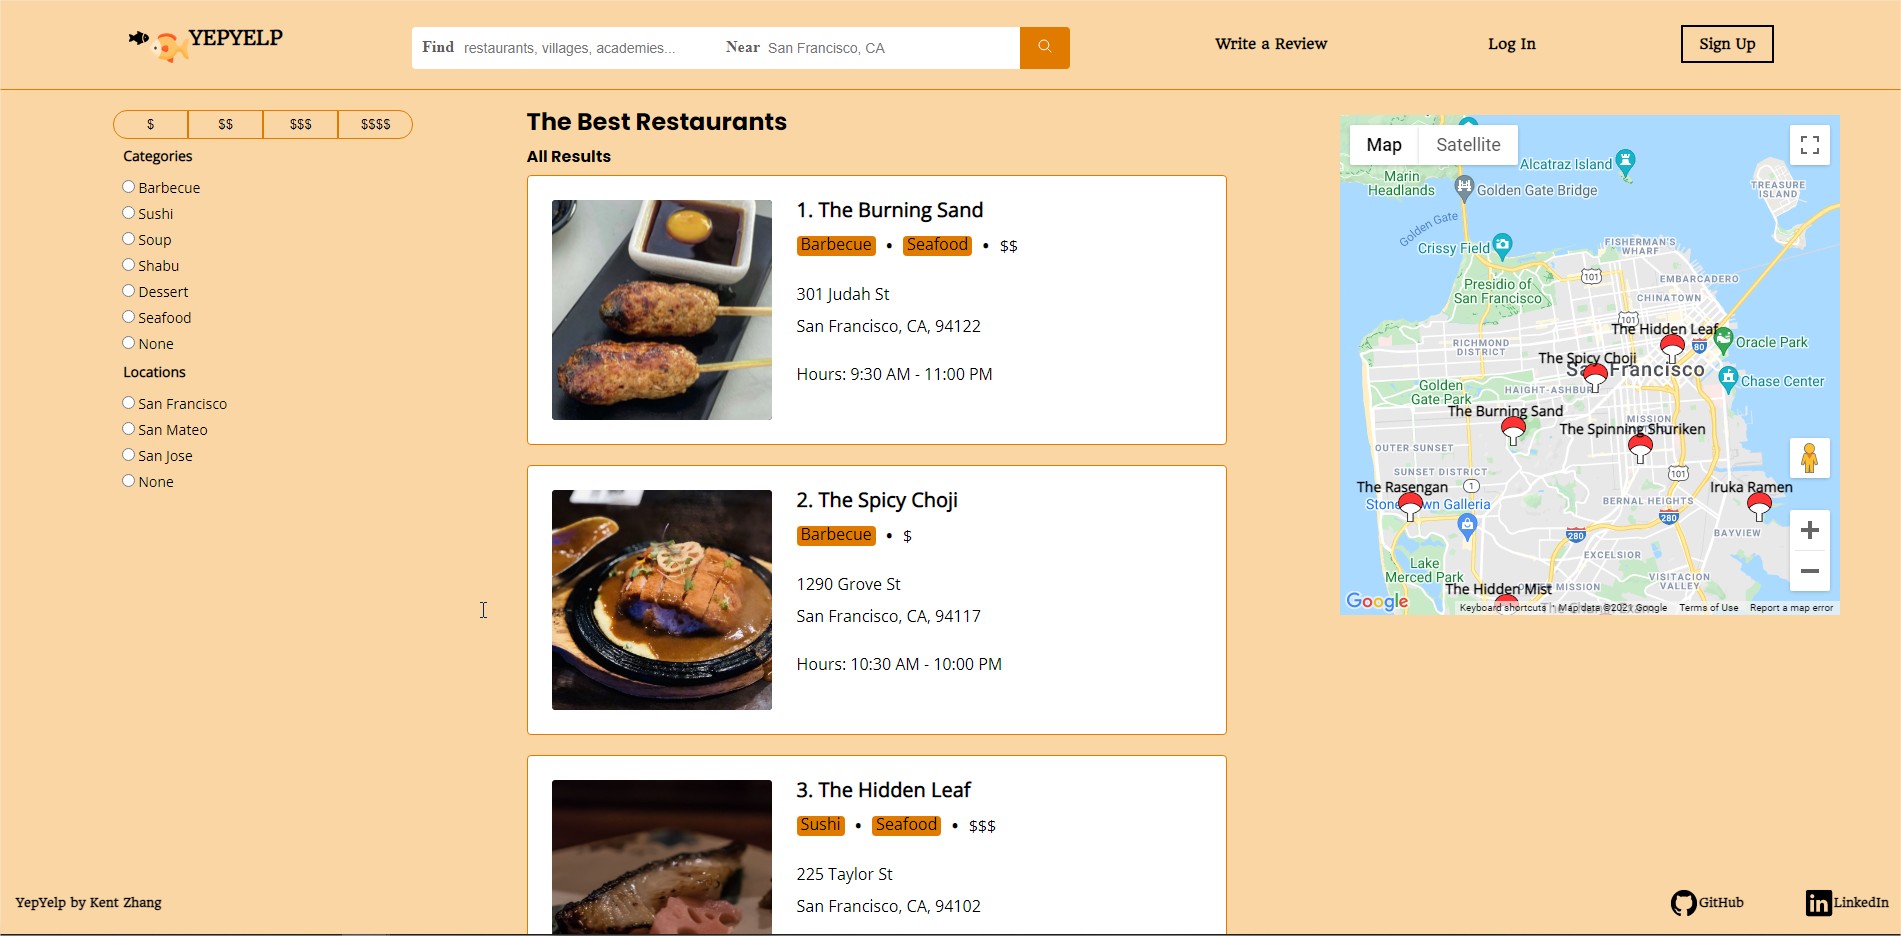 YEPYELP
Find restaurants, villages, academies... Near San Francisco, CA
Write a Review
Log In
Sign Up
$ $$ $$$ $$$$
Categories
Barbecue
Sushi
Soup
Shabu
Dessert
Seafood
None
Locations
San Francisco
San Mateo
San Jose
None
The Best Restaurants
All Results
1. The Burning Sand
Barbecue • Seafood • $$
301 Judah St
San Francisco, CA, 94122
Hours: 9:30 AM - 11:00 PM
2. The Spicy Choji
Barbecue • $
1290 Grove St
San Francisco, CA, 94117
Hours: 10:30 AM - 10:00 PM
3. The Hidden Leaf
Sushi • Seafood • $$$
225 Taylor St
San Francisco, CA, 94102
Map Satellite
Alcatraz Island
Marin
Headlands
Golden Gate Bridge
TREASURE
ISLAND
Golden Gate
Crissy Field
FISHERMAN'S
WHARF
101
EMBARCADERO
Presidio of
San Francisco
CHINATOWN
101
The Hidden Leaf
80
Oracle Park
RICHMOND
DISTRICT
The Spicy Choji
San Francisco
Chase Center
Golden
Gate Park
HAIGHT-ASHBURY
The Burning Sand
MISSION
The Spinning Shuriken
OUTER SUNSET
SUNSET DISTRICT
101
The Rasengan
1
Iruka Ramen
Stonestown Galleria
BERNAL HEIGHTS
280
280
BAYVIEW
EXCELSIOR
Lake
Merced Park
VISITACION
VALLEY
The Hidden Mist
OUTER MISSION
Google
Keyboard shortcuts
Map data ©2021 Google
Terms of Use
Report a map error
YepYelp by Kent Zhang
GitHub
in LinkedIn